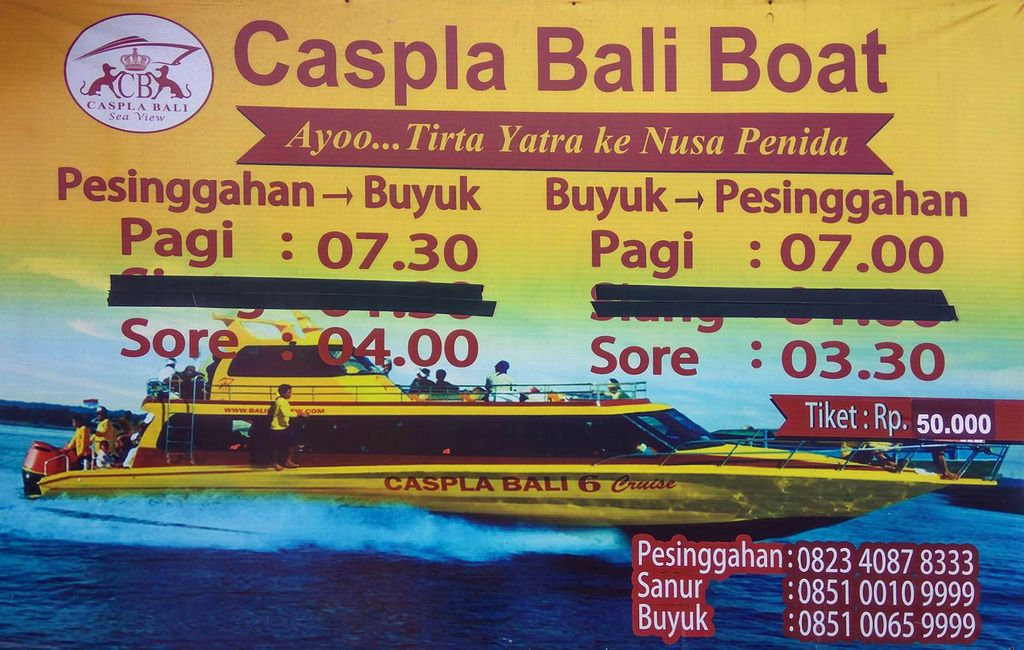 Caspla Bali Boat
CB
CASPLA BALI
Sea View
Ayoo...Tirta Yatra ke Nusa Penida
Pesinggahan → Buyuk
Pagi : 07.30
Sore : 04.00
Buyuk → Pesinggahan
Pagi : 07.00
Sore : 03.30
Tiket : Rp. 50.000
CASPLA BALI 6 Cruise
Pesinggahan : 0823 4087 8333
Sanur : 0851 0010 9999
Buyuk : 0851 0065 9999